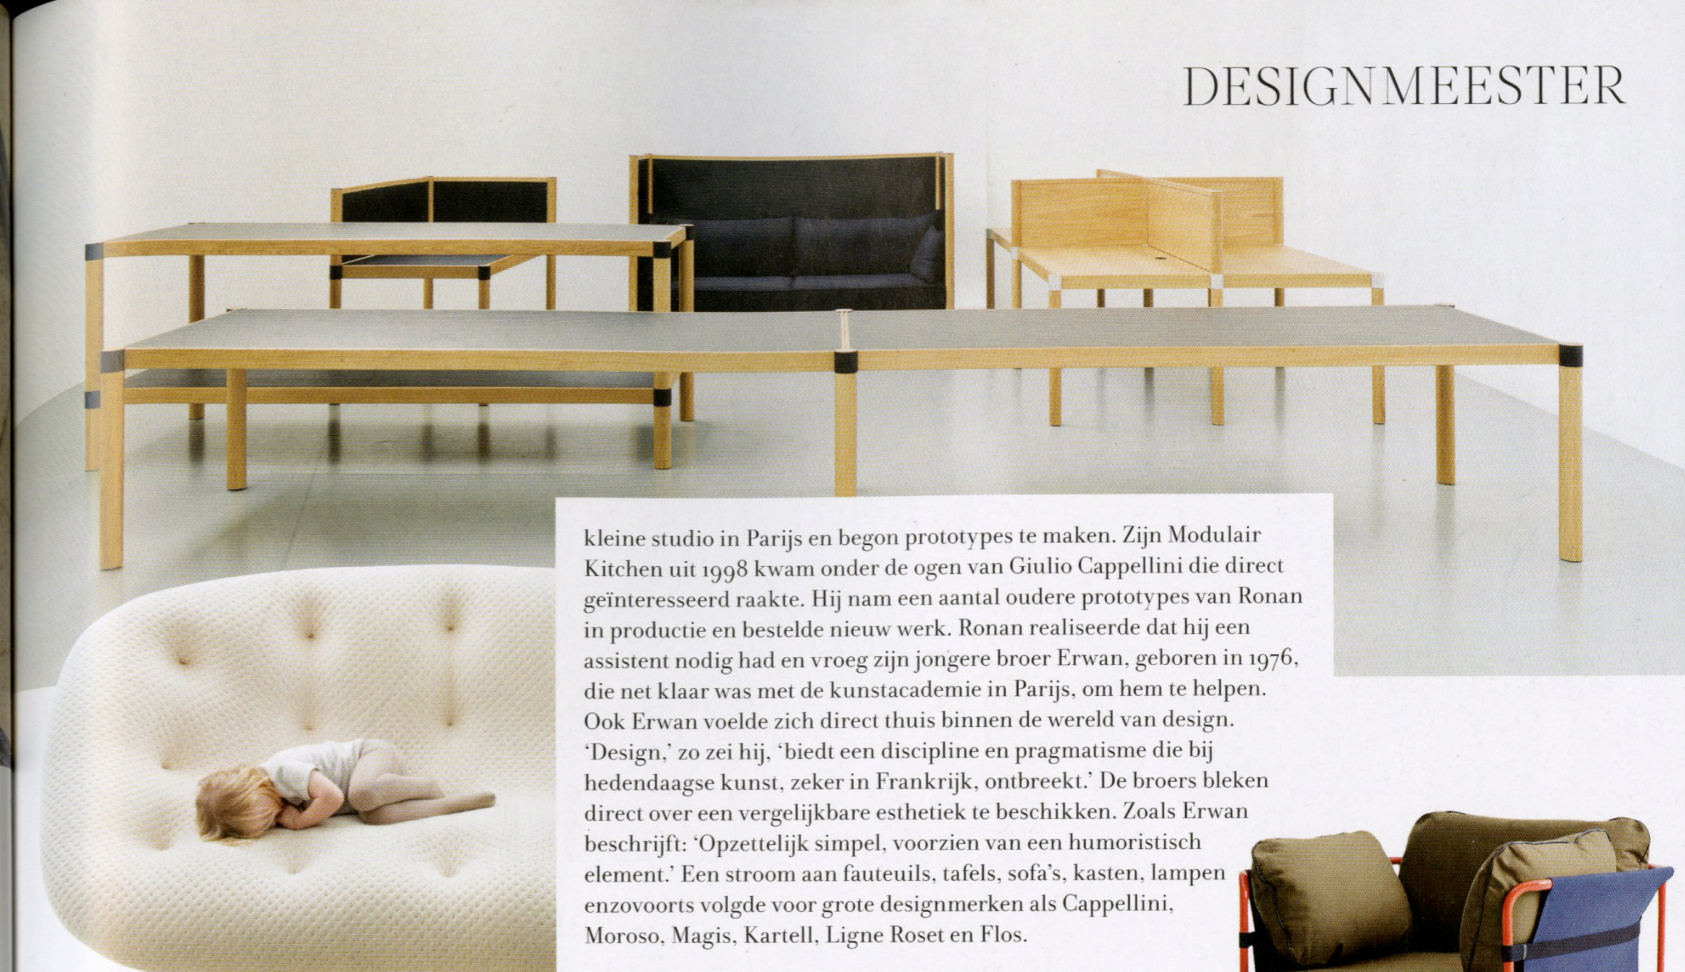 DESIGNMEESTER
kleine studio in Parijs en begon prototypes te maken. Zijn Modulair
Kitchen uit 1998 kwam onder de ogen van Giulio Cappellini die direct
geïnteresseerd raakte. Hij nam een aantal oudere prototypes van Ronan
in productie en bestelde nieuw werk. Ronan realiseerde dat hij een
assistent nodig had en vroeg zijn jongere broer Erwan, geboren in 1976,
die net klaar was met de kunstacademie in Parijs, om hem te helpen.
Ook Erwan voelde zich direct thuis binnen de wereld van design.
‘Design,’ zo zei hij, ‘biedt een discipline en pragmatisme die bij
hedendaagse kunst, zeker in Frankrijk, ontbreekt.’ De broers bleken
direct over een vergelijkbare esthetiek te beschikken. Zoals Erwan
beschrijft: ‘Opzettelijk simpel, voorzien van een humoristisch
element.’ Een stroom aan fauteuils, tafels, sofa’s, kasten, lampen
enzovoorts volgde voor grote designmerken als Cappellini,
Moroso, Magis, Kartell, Ligne Roset en Flos.